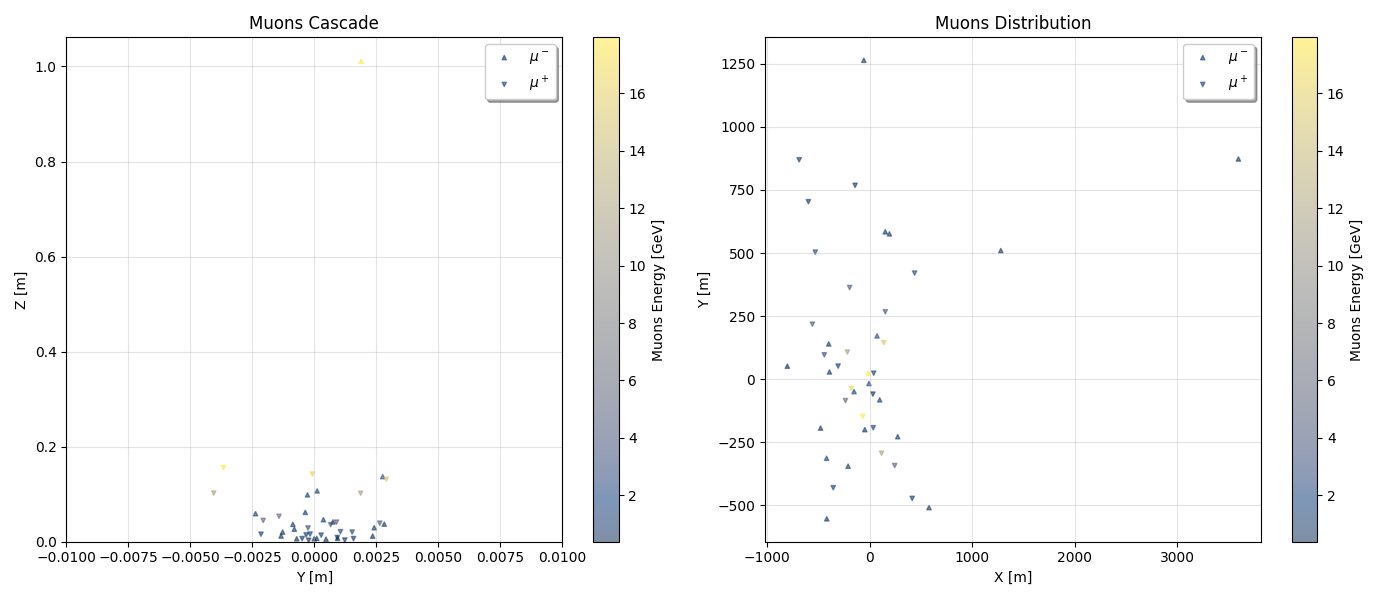 Muons Cascade
1.0
0.8
0.6
0.4
0.2
0.0
Z [m]
−0.0100 −0.0075 −0.0050 −0.0025 0.0000 0.0025 0.0050 0.0075 0.0100
Y [m]
μ−
μ+
16
14
12
10
8
6
4
2
Muons Energy [GeV]
Muons Distribution
1250
1000
750
500
250
0
−250
−500
Y [m]
−1000 0 1000 2000 3000
X [m]
μ−
μ+
16
14
12
10
8
6
4
2
Muons Energy [GeV]